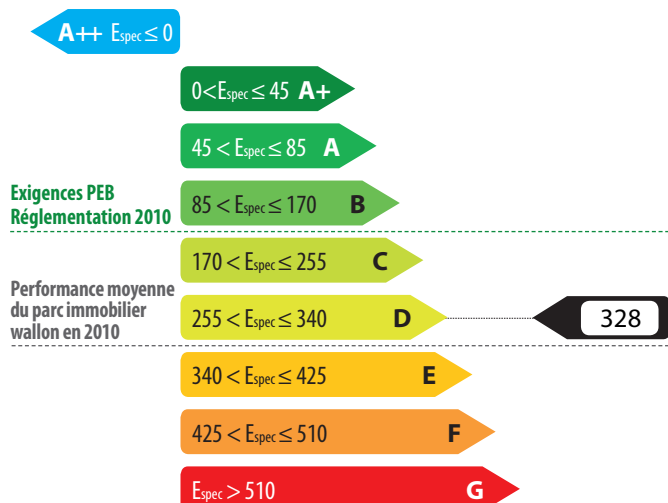 A++ Espec ≤ 0
0<Espec ≤ 45 A+
45 < Espec ≤ 85 A
Exigences PEB
Réglementation 2010
85 < Espec ≤ 170 B
170 < Espec ≤ 255 C
Performance moyenne
du parc immobilier
wallon en 2010
255 < Espec ≤ 340 D
328
340 < Espec ≤ 425 E
425 < Espec ≤ 510 F
Espec > 510 G